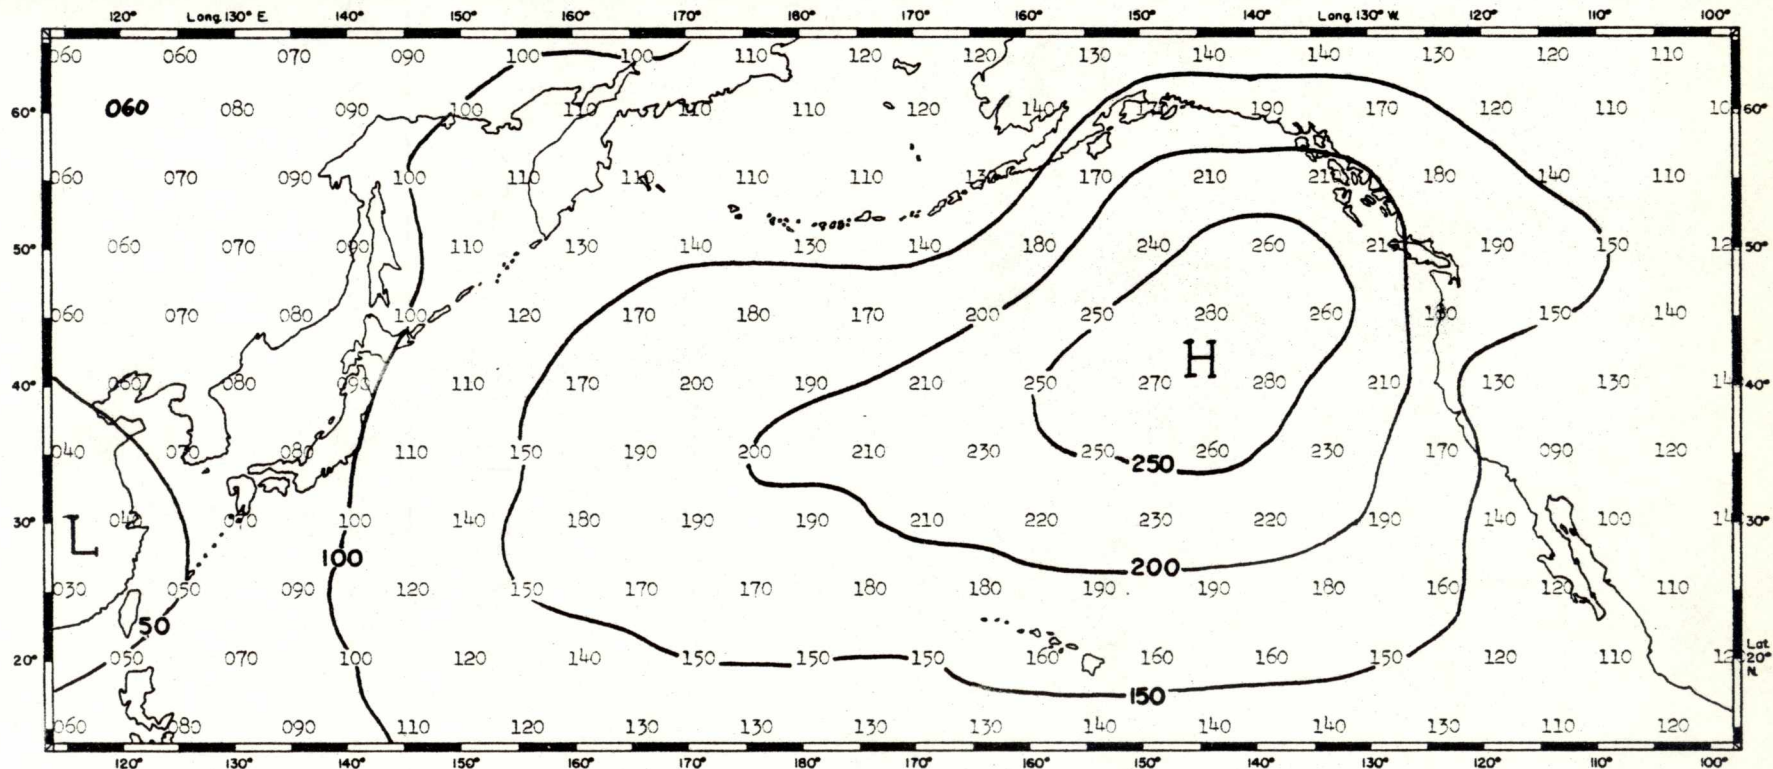 120° Long. 130° E. 140° 150° 160° 170° 180° 170° 160° 150° 140° Long. 130° W. 120° 110° 100°
060 060 070 090 100 100 110 120 120 130 140 140 130 120 110
60° 060 080 090 100 110 110 110 120 140 170 190 170 120 110 60°
060 070 090 100 110 110 110 110 130 170 210 210 180 140 110
50° 060 070 090 110 130 140 130 140 180 240 260 210 190 150 50°
060 070 080 100 120 170 180 170 200 250 280 260 180 150 140
H
40° 060 080 090 110 170 200 190 210 250 270 280 210 130 130 40°
040 070 080 110 150 190 200 210 230 250 260 230 170 090 120
250
30° 040 070 100 140 180 190 190 210 220 230 220 190 140 100 30°
L
100 200
030 050 090 120 150 170 170 180 180 190 190 180 160 120 110
50
20° 050 070 100 120 140 150 150 150 160 160 160 150 120 110 Lat. 20° N.
150
060 080 090 110 120 130 130 130 130 140 140 140 130 110 120
120° 130° 140° 150° 160° 170° 180° 170° 160° 150° 140° 130° 120° 110° 100°